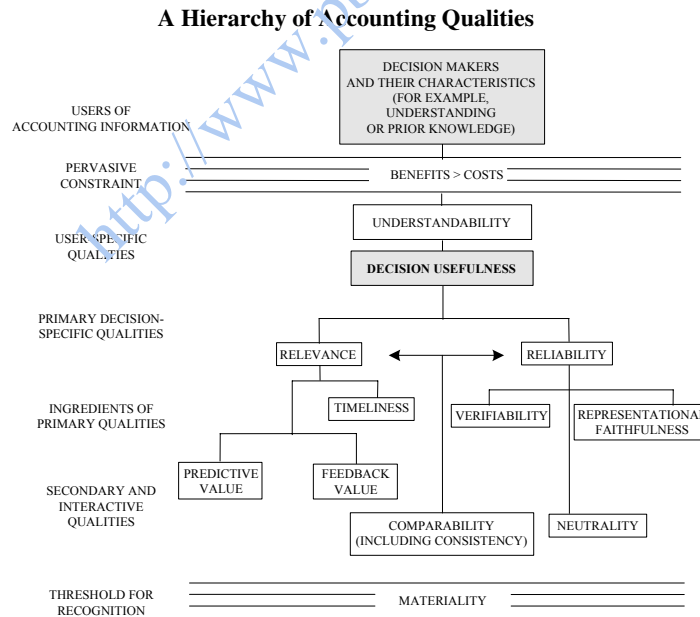 A Hierarchy of Accounting Qualities
DECISION MAKERS
AND THEIR CHARACTERISTICS
(FOR EXAMPLE,
UNDERSTANDING
OR PRIOR KNOWLEDGE)
USERS OF
ACCOUNTING INFORMATION
PERVASIVE
CONSTRAINT
BENEFITS > COSTS
UNDERSTANDABILITY
USER-SPECIFIC
QUALITIES
DECISION USEFULNESS
PRIMARY DECISION-
SPECIFIC QUALITIES
RELEVANCE
RELIABILITY
INGREDIENTS OF
PRIMARY QUALITIES
TIMELINESS
VERIFIABILITY
REPRESENTATIONAL
FAITHFULNESS
PREDICTIVE
VALUE
FEEDBACK
VALUE
SECONDARY AND
INTERACTIVE
QUALITIES
COMPARABILITY
(INCLUDING CONSISTENCY)
NEUTRALITY
THRESHOLD FOR
RECOGNITION
MATERIALITY
http://www.